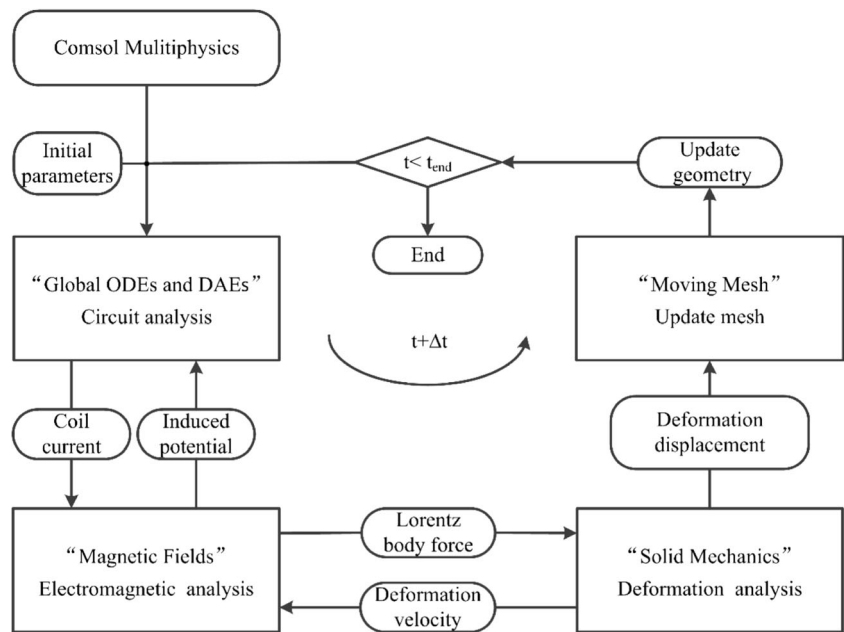 Comsol Mulitiphysics
Initial
parameters
t< tend
Update
geometry
End
“Global ODEs and DAEs”
Circuit analysis
“Moving Mesh”
Update mesh
t+Δt
Coil
current
Induced
potential
Deformation
displacement
“Magnetic Fields”
Electromagnetic analysis
Lorentz
body force
Deformation
velocity
“Solid Mechanics”
Deformation analysis